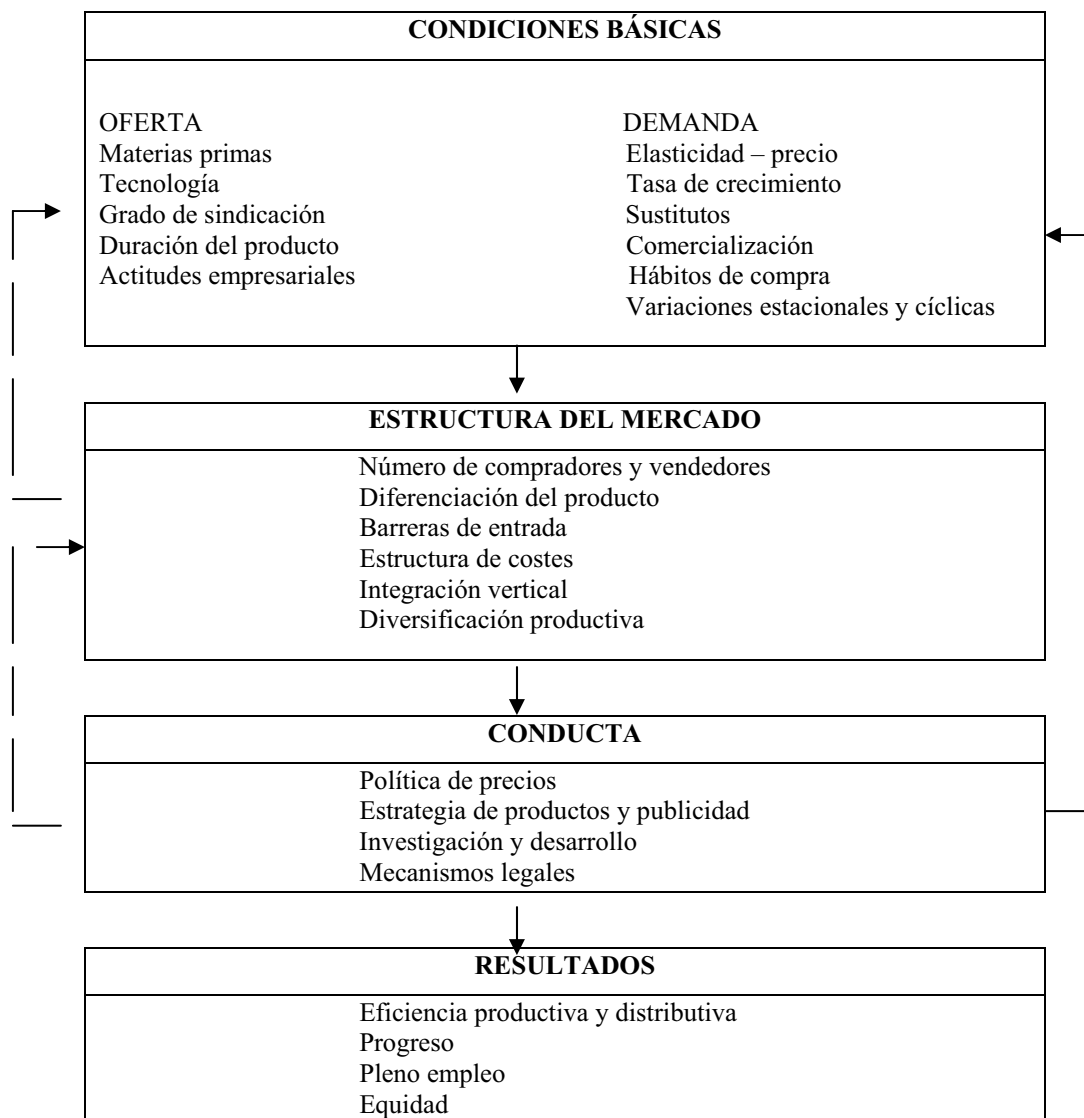 CONDICIONES BÁSICAS
OFERTA
Materias primas
Tecnología
Grado de sindicación
Duración del producto
Actitudes empresariales
DEMANDA
Elasticidad – precio
Tasa de crecimiento
Sustitutos
Comercialización
Hábitos de compra
Variaciones estacionales y cíclicas
ESTRUCTURA DEL MERCADO
Número de compradores y vendedores
Diferenciación del producto
Barreras de entrada
Estructura de costes
Integración vertical
Diversificación productiva
CONDUCTA
Política de precios
Estrategia de productos y publicidad
Investigación y desarrollo
Mecanismos legales
RESULTADOS
Eficiencia productiva y distributiva
Progreso
Pleno empleo
Equidad